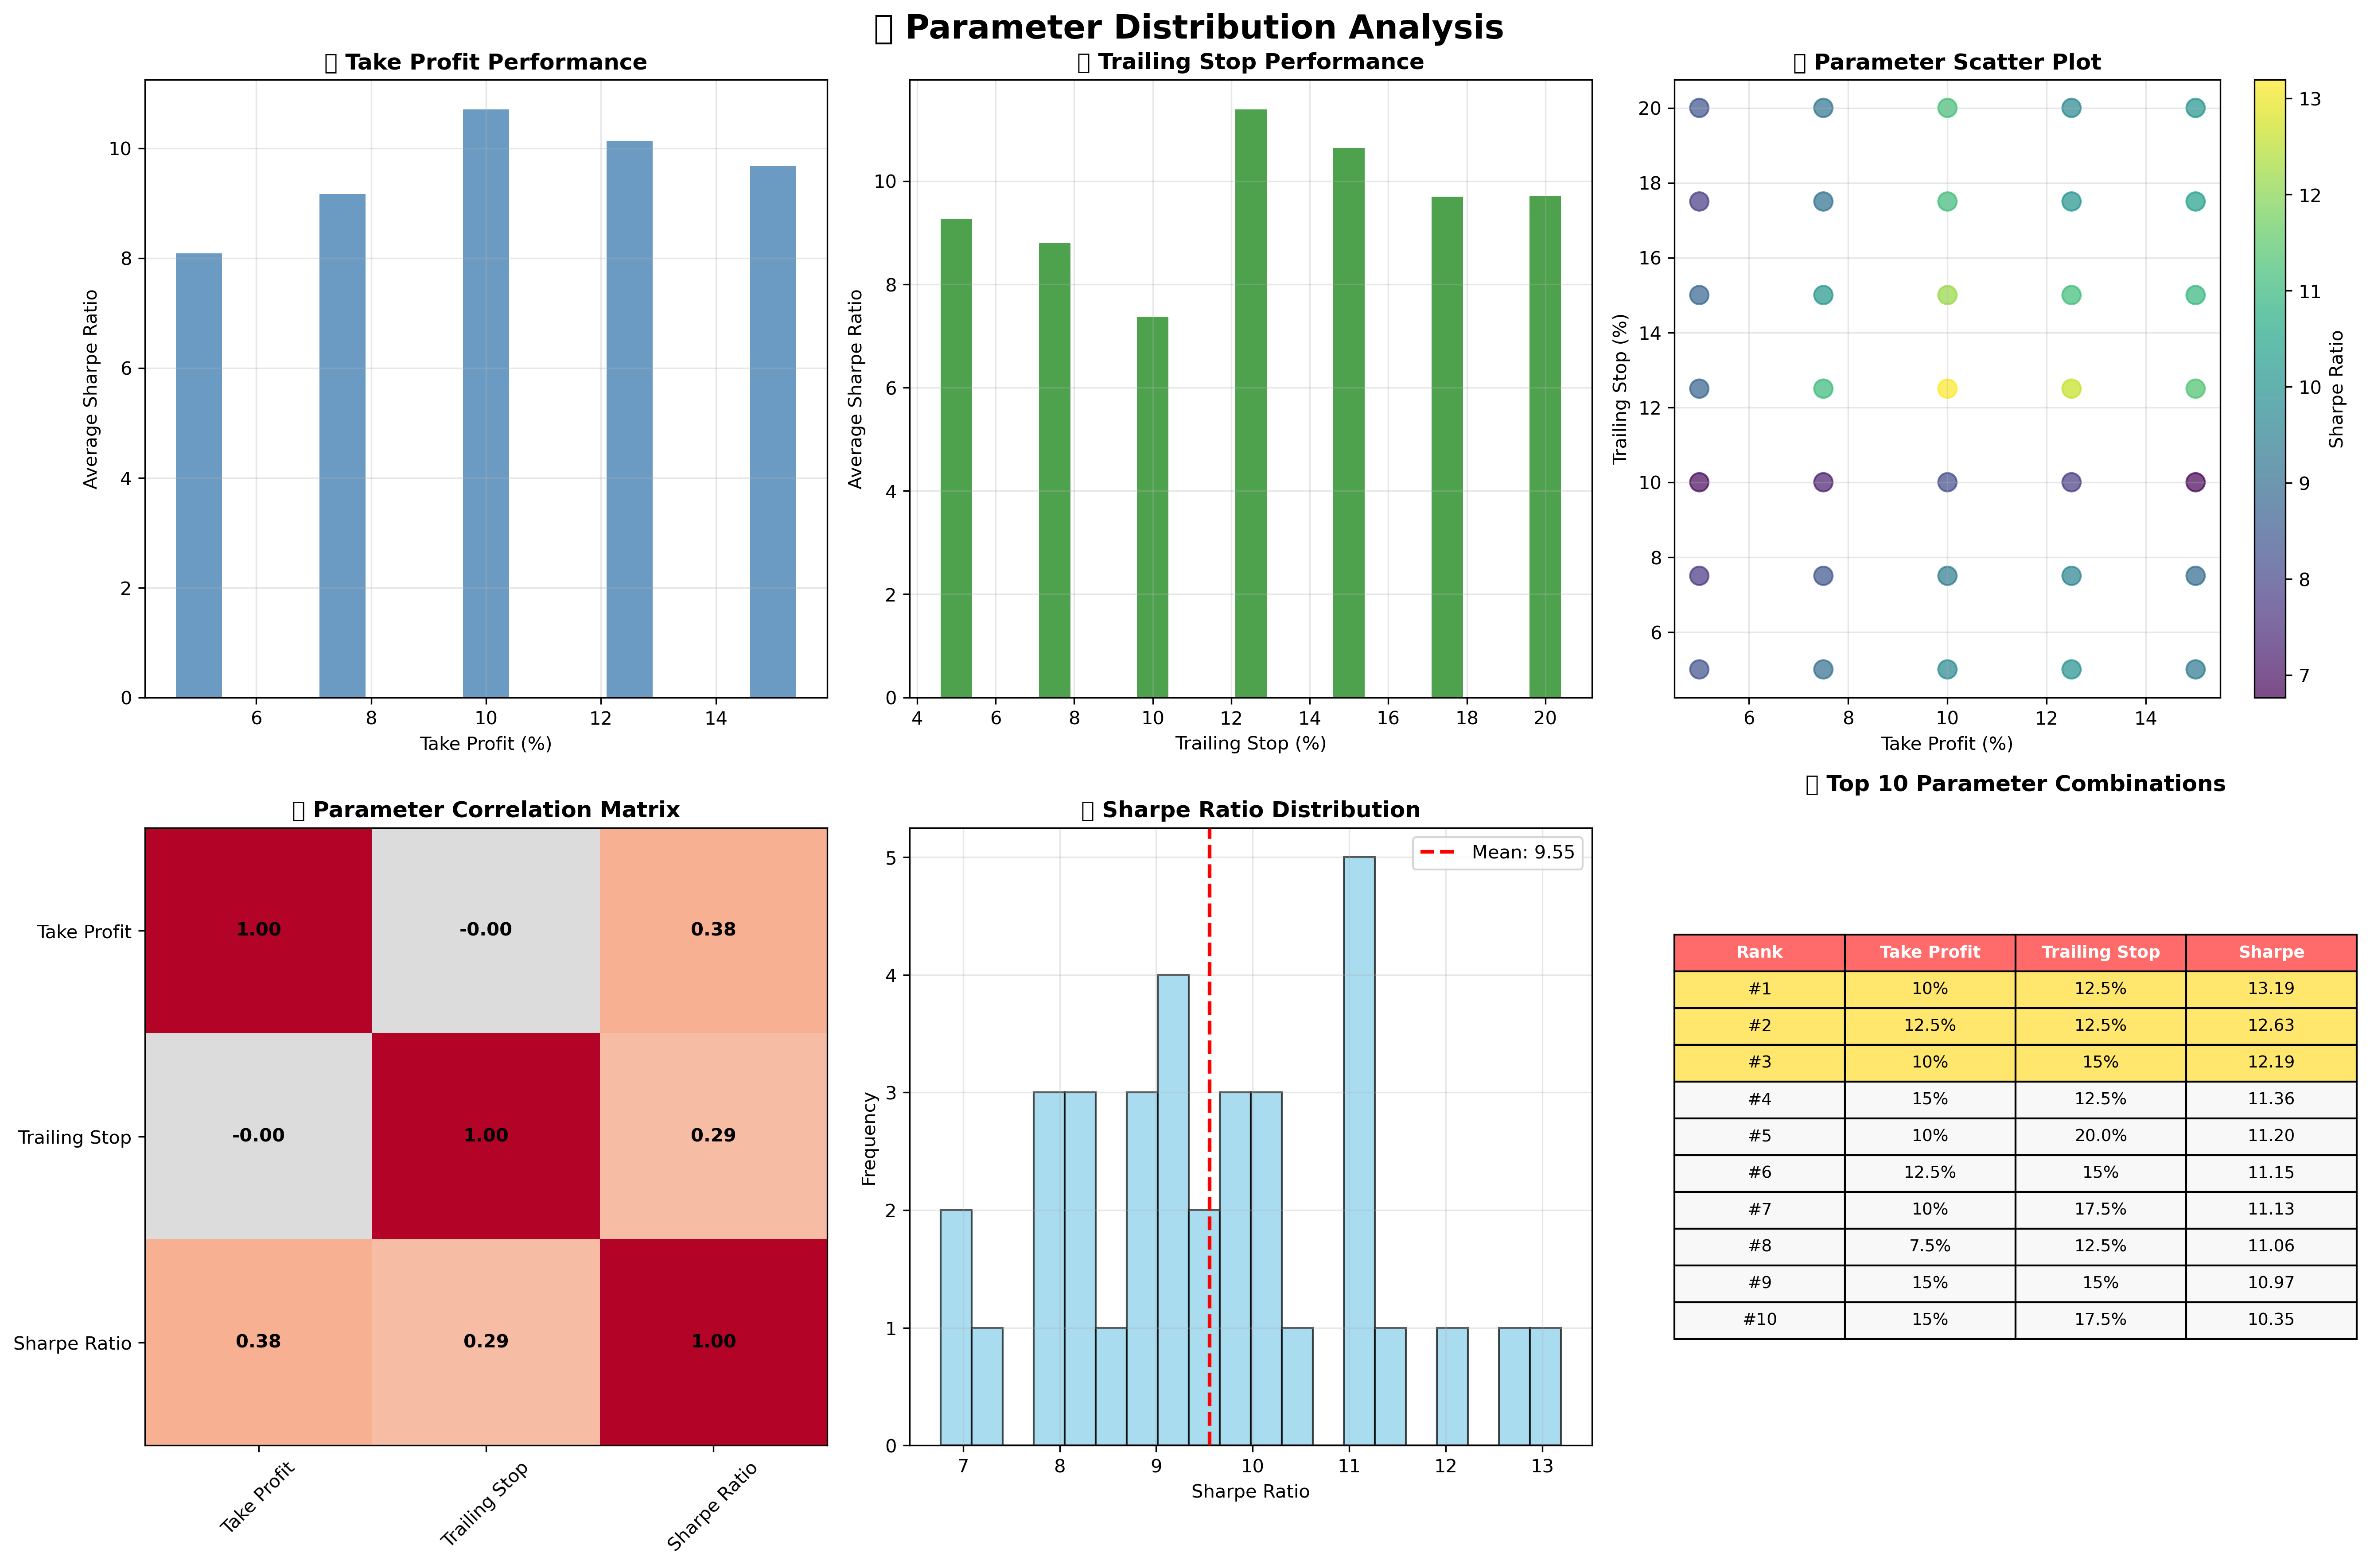 ▯ Parameter Distribution Analysis
▯ Take Profit Performance
10
8
6
4
2
0
6 8 10 12 14
Average Sharpe Ratio
Take Profit (%)
▯ Trailing Stop Performance
10
8
6
4
2
0
4 6 8 10 12 14 16 18 20
Average Sharpe Ratio
Trailing Stop (%)
▯ Parameter Scatter Plot
20
18
16
14
12
10
8
6
6 8 10 12 14
Trailing Stop (%)
Take Profit (%)
13
12
11
10
9
8
7
Sharpe Ratio
▯ Parameter Correlation Matrix
Take Profit 1.00 -0.00 0.38
Trailing Stop -0.00 1.00 0.29
Sharpe Ratio 0.38 0.29 1.00
Take Profit Trailing Stop Sharpe Ratio
▯ Sharpe Ratio Distribution
Mean: 9.55
5
4
3
2
1
0
7 8 9 10 11 12 13
Frequency
Sharpe Ratio
▯ Top 10 Parameter Combinations
Rank Take Profit Trailing Stop Sharpe
#1 10% 12.5% 13.19
#2 12.5% 12.5% 12.63
#3 10% 15% 12.19
#4 15% 12.5% 11.36
#5 10% 20.0% 11.20
#6 12.5% 15% 11.15
#7 10% 17.5% 11.13
#8 7.5% 12.5% 11.06
#9 15% 15% 10.97
#10 15% 17.5% 10.35